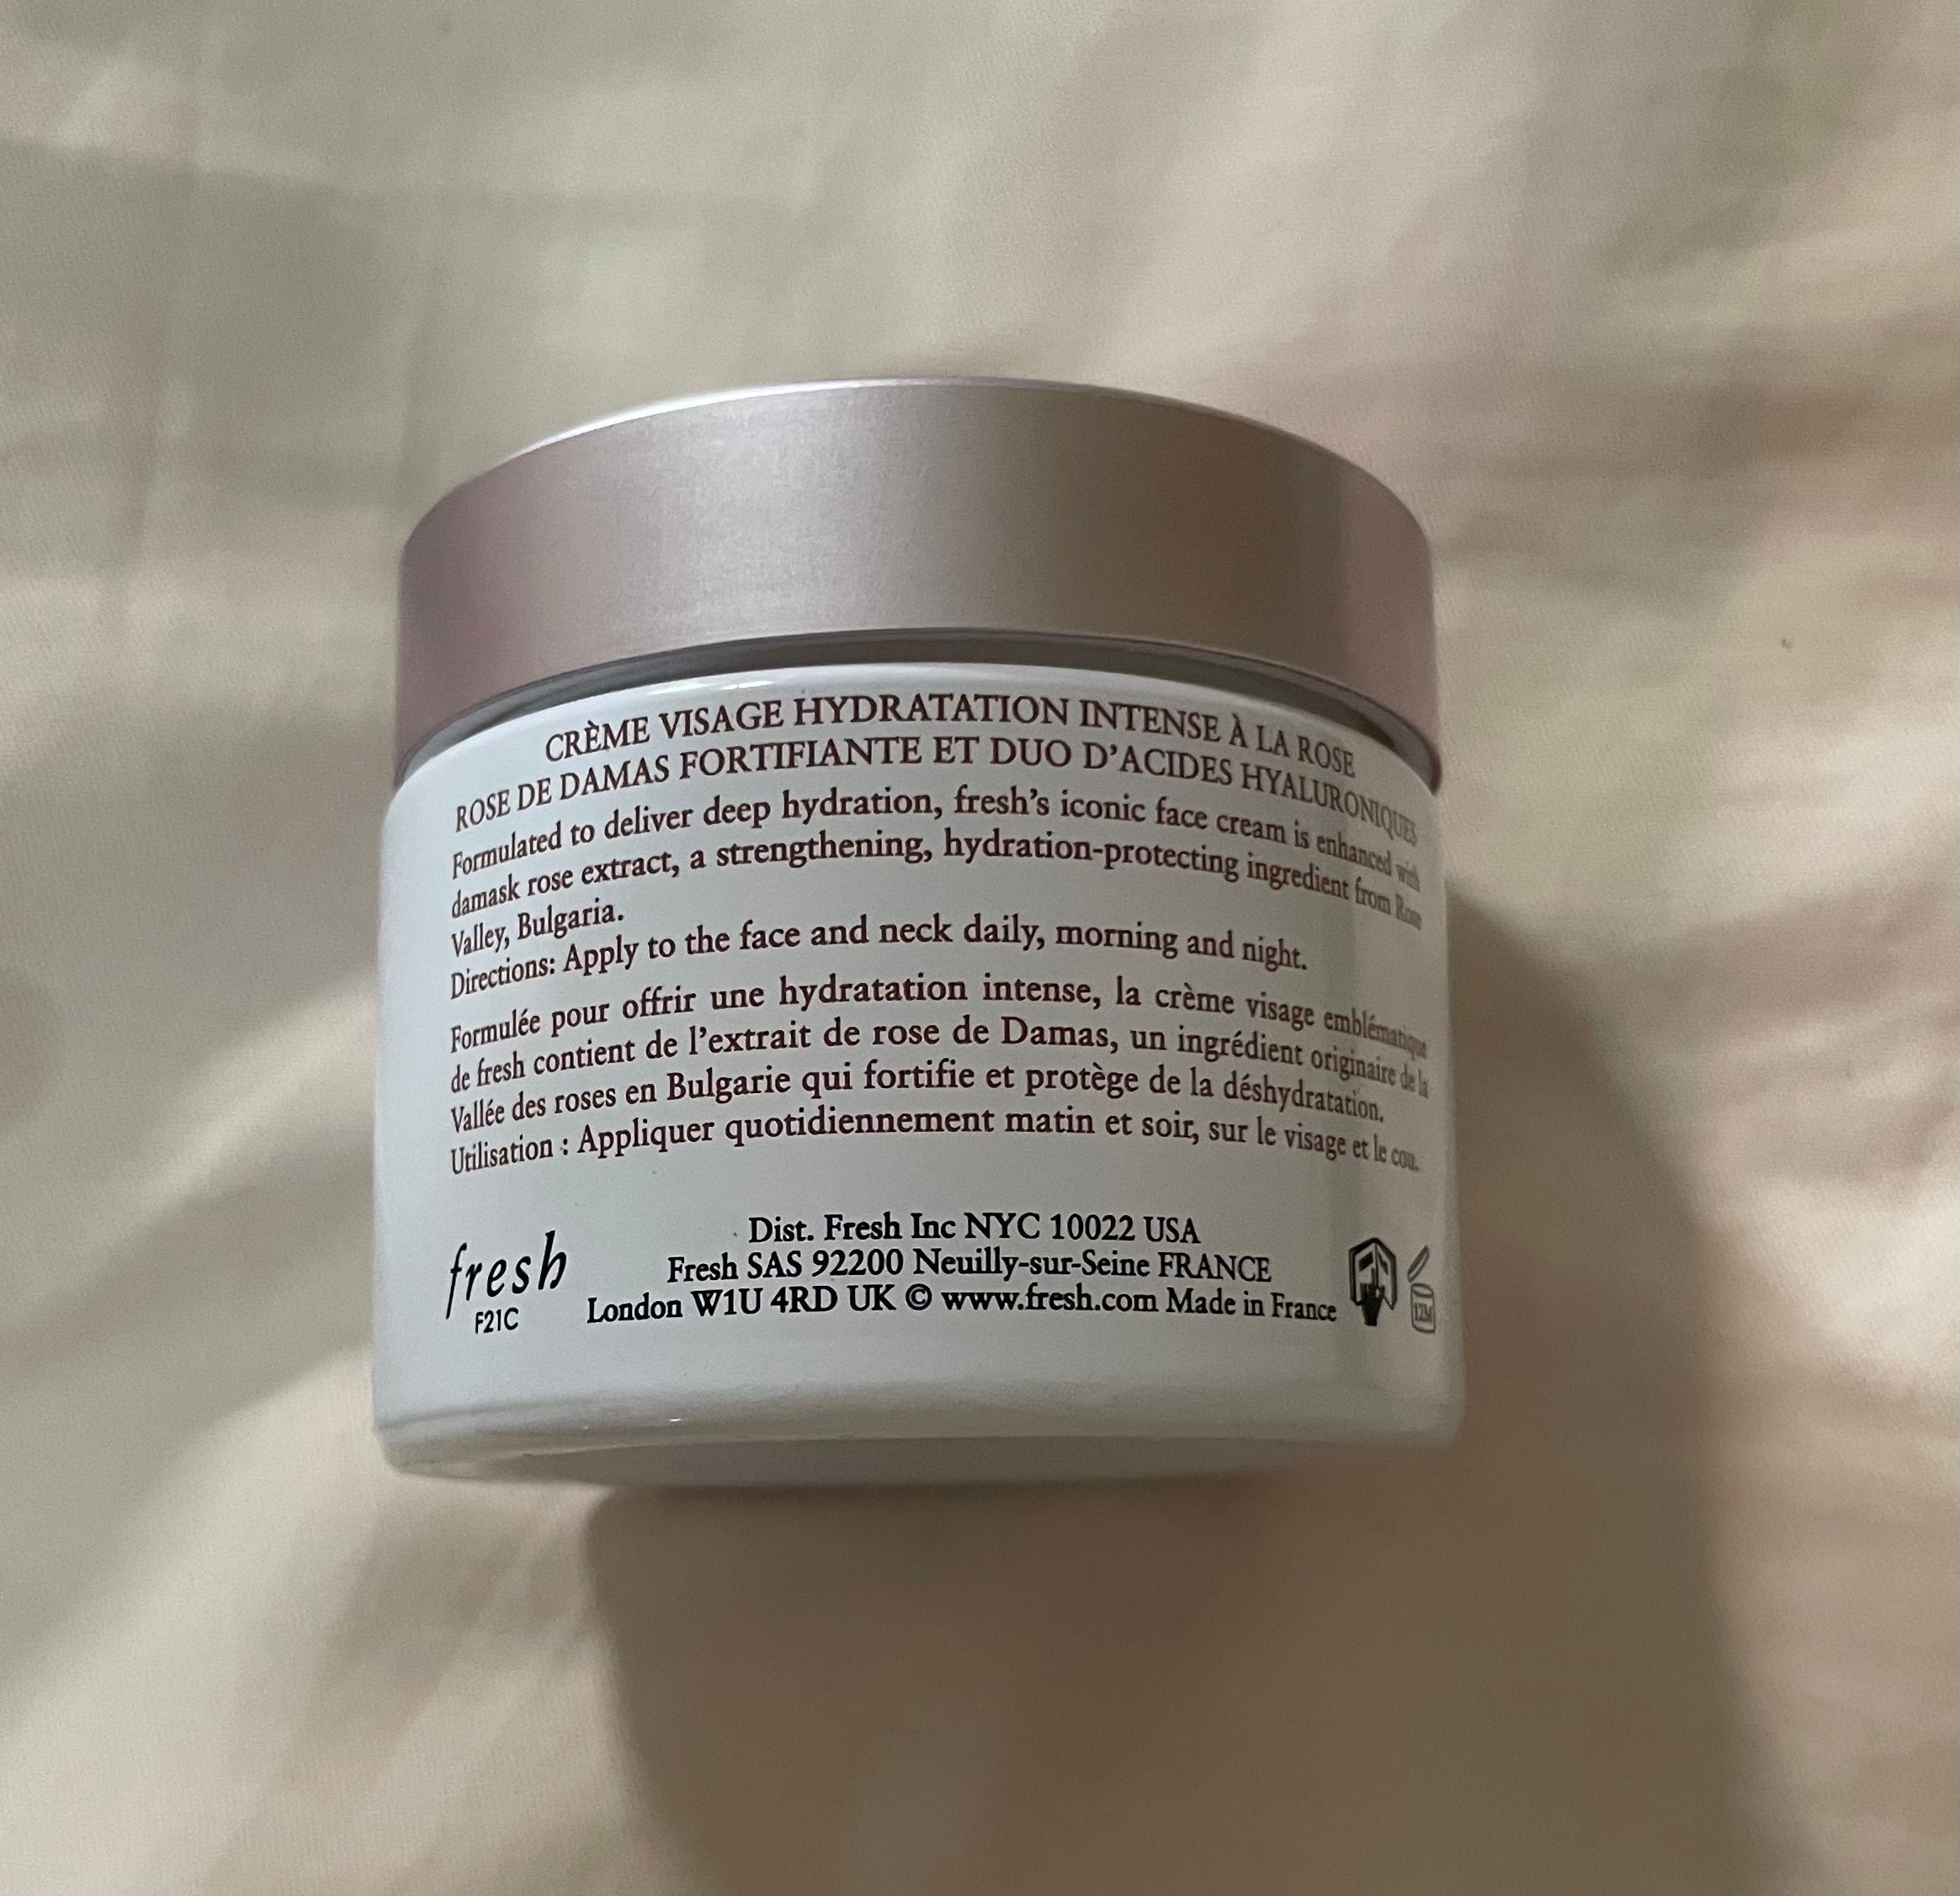 CRÈME VISAGE HYDRATATION INTENSE À LA ROSE
ROSE DE DAMAS FORTIFIANTE ET DUO D'ACIDES HYALURONIQUES
Formulated to deliver deep hydration, fresh's iconic face cream is enhanced with
damask rose extract, a strengthening, hydration-protecting ingredient from Rose
Valley, Bulgaria.
Directions: Apply to the face and neck daily, morning and night.
Formulée pour offrir une hydratation intense, la crème visage emblématique
de fresh contient de l'extrait de rose de Damas, un ingrédient originaire de la
Vallée des roses en Bulgarie qui fortifie et protège de la déshydratation.
Utilisation : Appliquer quotidiennement matin et soir, sur le visage et le cou.
fresh
F21C
Dist. Fresh Inc NYC 10022 USA
Fresh SAS 92200 Neuilly-sur-Seine FRANCE
London W1U 4RD UK © www.fresh.com Made in France
12M